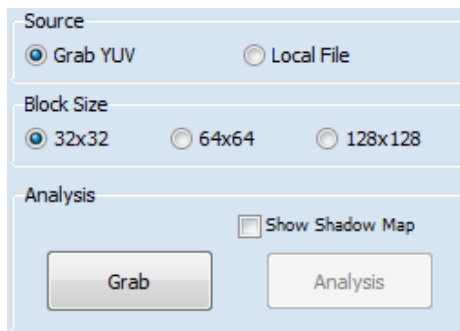 Source
Grab YUV Local File
Block Size
32x32 64x64 128x128
Analysis
Show Shadow Map
Grab Analysis